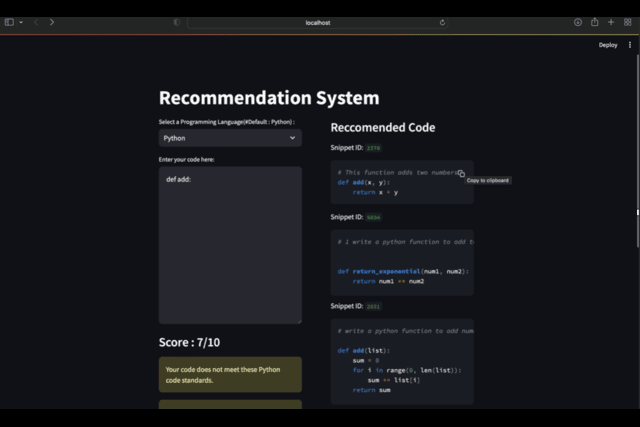 localhost
Deploy
Recommendation System
Select a Programming Language(#Default : Python) :
Python
Enter your code here:
def add:
Score : 7/10
Your code does not meet these Python
code standards.
Reccomended Code
Snippet ID:
# This function adds two numbers
Copy to clipboard
def add(x, y):
return x + y
Snippet ID:
# i write a python function to add t
def return_exponential(num1, num2):
return num1 ** num2
Snippet ID:
# write a python function to add num
def add(list):
sum = 0
for i in range(0, len(list)):
sum += list[i]
return sum